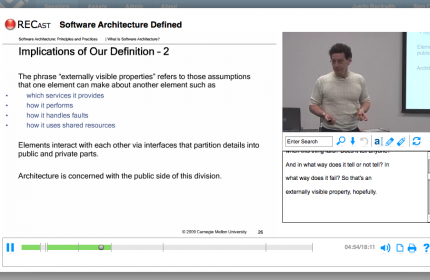 RECAST Software Architecture Defined
Software Architecture: Principles and Practices | What is Software Architecture?
Implications of Our Definition - 2
The phrase "externally visible properties" refers to those assumptions
that one element can make about another element such as
• which services it provides
• how it performs
• how it handles faults
• how it uses shared resources
Elements interact with each other via interfaces that partition details into
public and private parts.
Architecture is concerned with the public side of this division.
© 2009 Carnegie Mellon University 26
Enter Search
And in what way does it tell or not tell? In
what way does it fail? So that's an
externally visible property, hopefully.
04:54/18:11